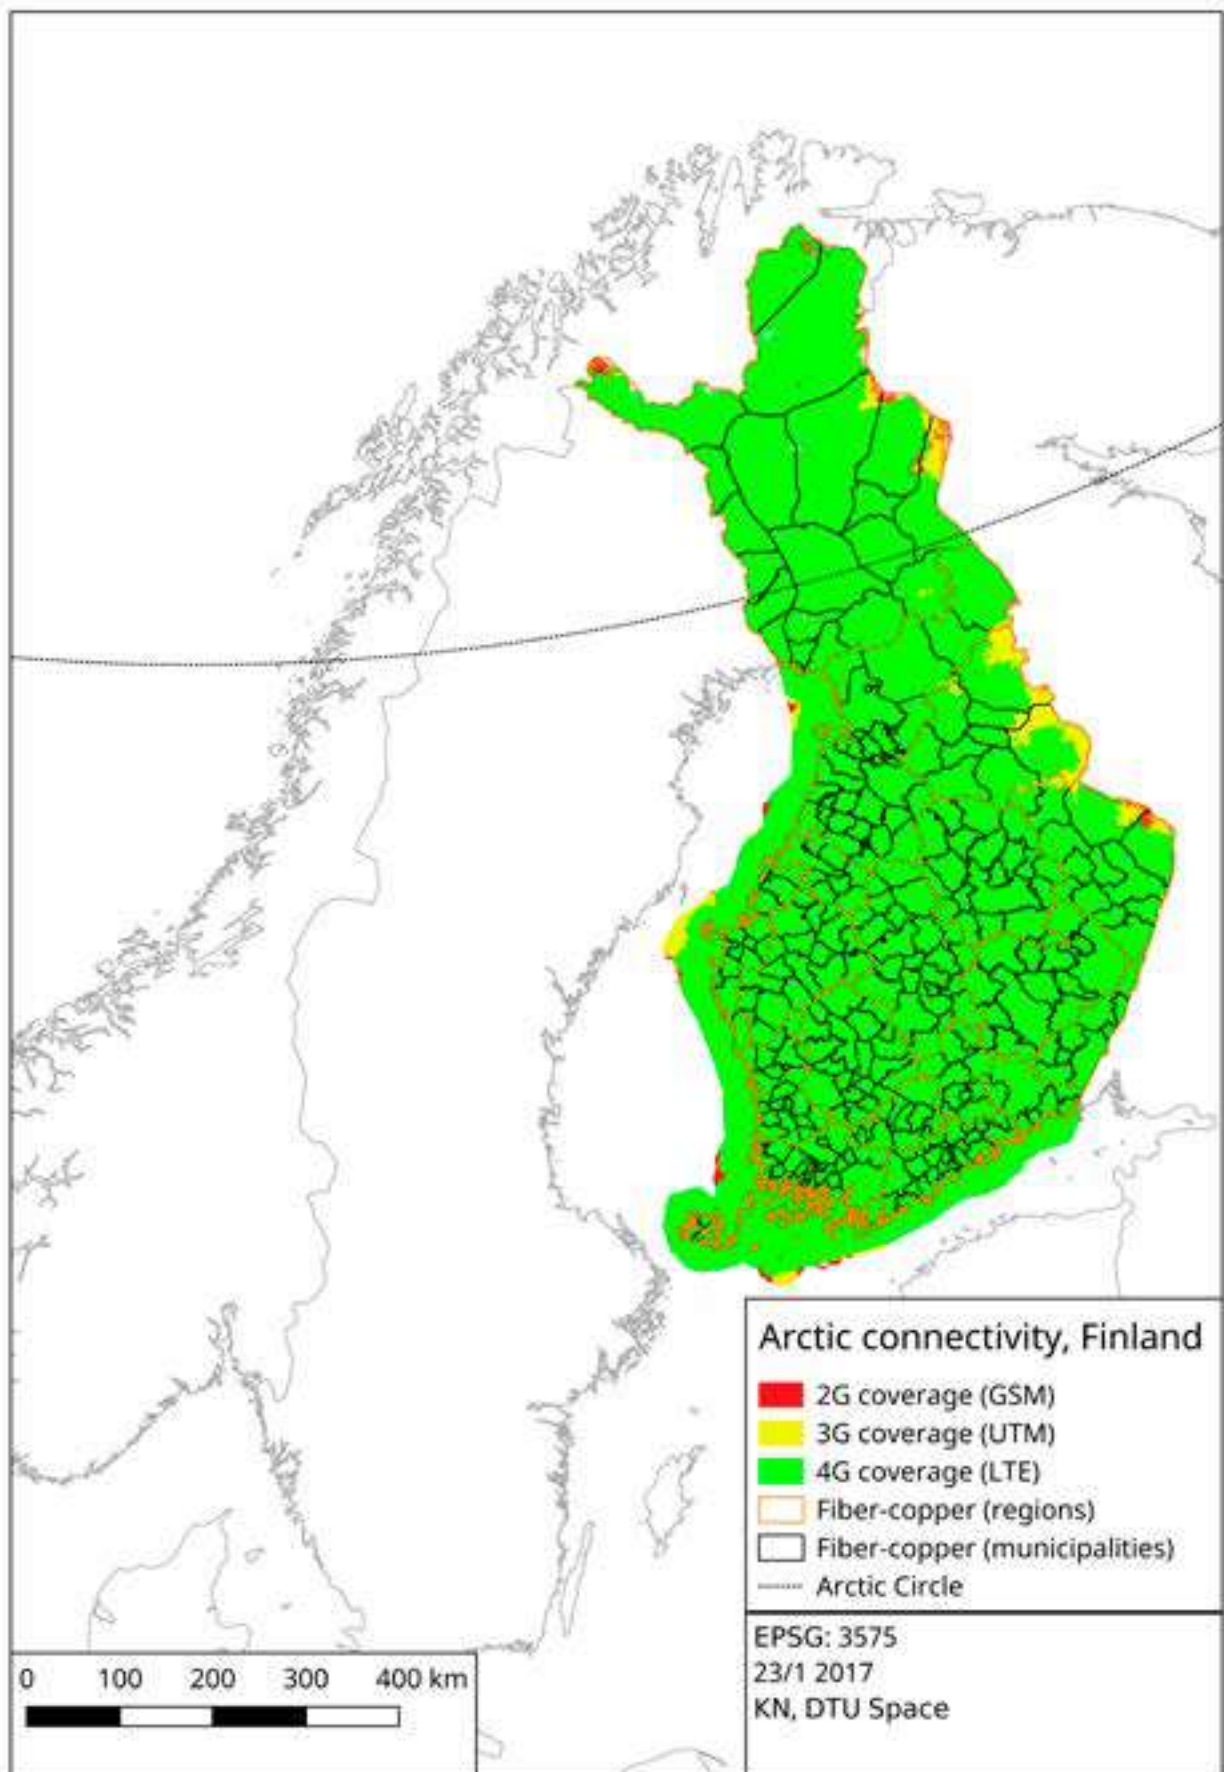 Arctic connectivity, Finland
2G coverage (GSM)
3G coverage (UTM)
4G coverage (LTE)
Fiber-copper (regions)
Fiber-copper (municipalities)
Arctic Circle
EPSG: 3575
23/1 2017
KN, DTU Space
0 100 200 300 400 km